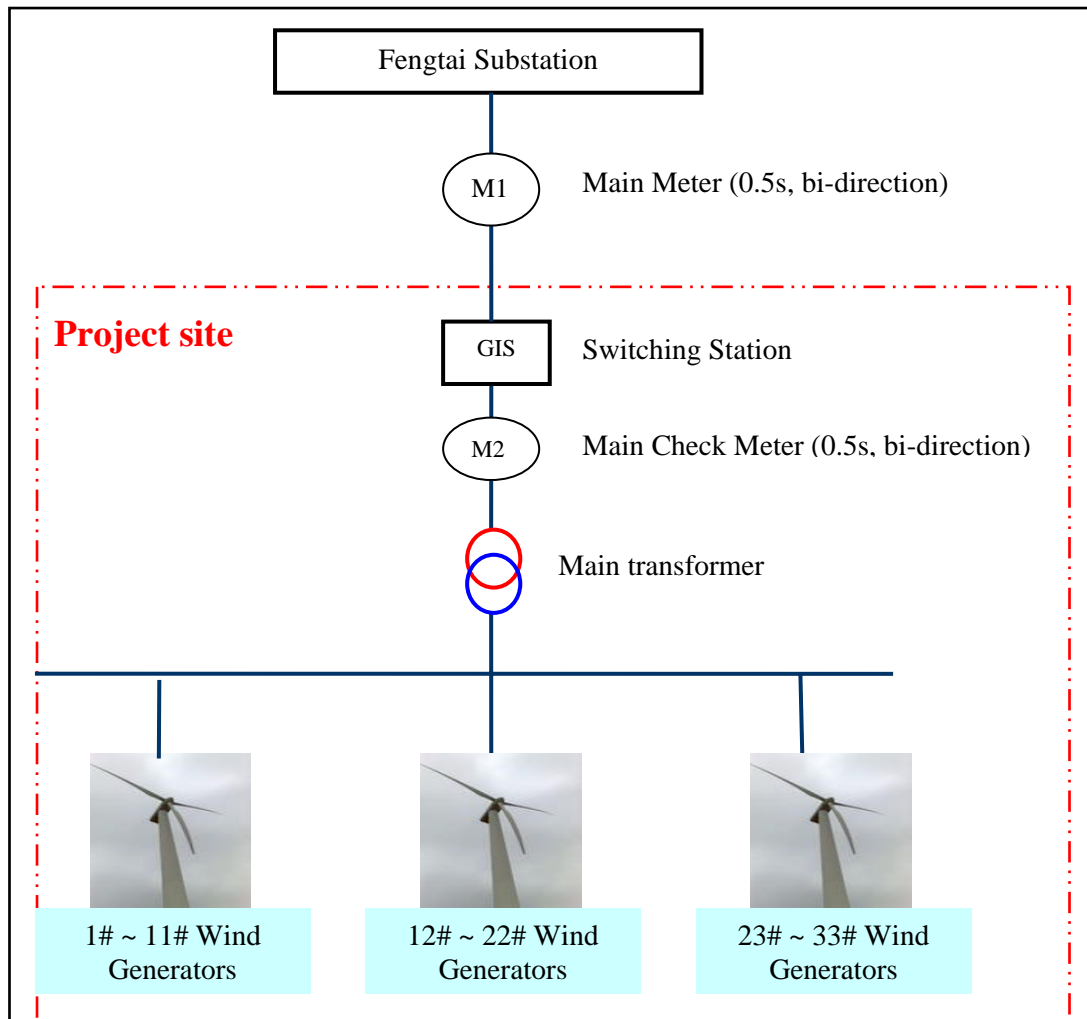 Fengtai Substation
M1
Main Meter (0.5s, bi-direction)
Project site
GIS
Switching Station
M2
Main Check Meter (0.5s, bi-direction)
Main transformer
1# ~ 11# Wind
Generators
12# ~ 22# Wind
Generators
23# ~ 33# Wind
Generators